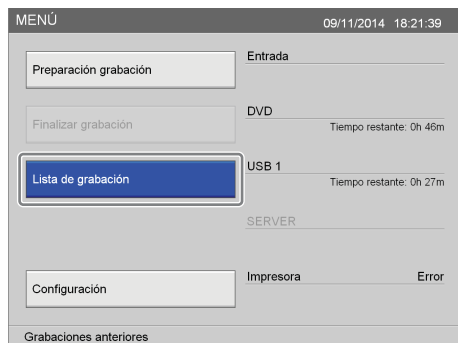 MENÚ 09/11/2014 18:21:39
Preparación grabación
Entrada
Finalizar grabación
DVD
Tiempo restante: 0h 46m
Lista de grabación
USB 1
Tiempo restante: 0h 27m
SERVER
Configuración
Impresora Error
Grabaciones anteriores